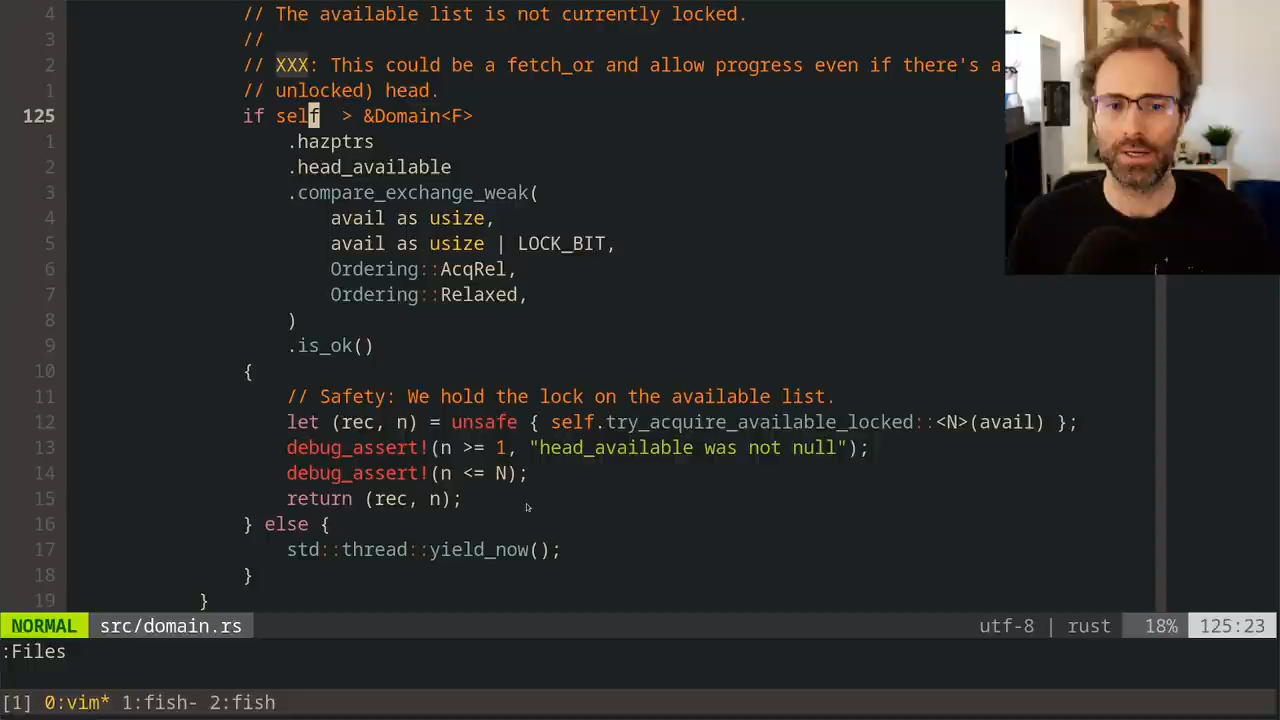 4 // The available list is not currently locked.
3 //
2 // XXX: This could be a fetch_or and allow progress even if there's a
1 // unlocked) head.
125 if self > &Domain<F>
1 .hazptrs
2 .head_available
3 .compare_exchange_weak(
4 avail as usize,
5 avail as usize | LOCK_BIT,
6 Ordering::AcqRel,
7 Ordering::Relaxed,
8 )
9 .is_ok()
10 {
11 // Safety: We hold the lock on the available list.
12 let (rec, n) = unsafe { self.try_acquire_available_locked::<N>(avail) };
13 debug_assert!(n >= 1, "head_available was not null");
14 debug_assert!(n <= N);
15 return (rec, n);
16 } else {
17 std::thread::yield_now();
18 }
19 }
NORMAL src/domain.rs utf-8 | rust 18% 125:23
:Files
[1] 0:vim* 1:fish- 2:fish